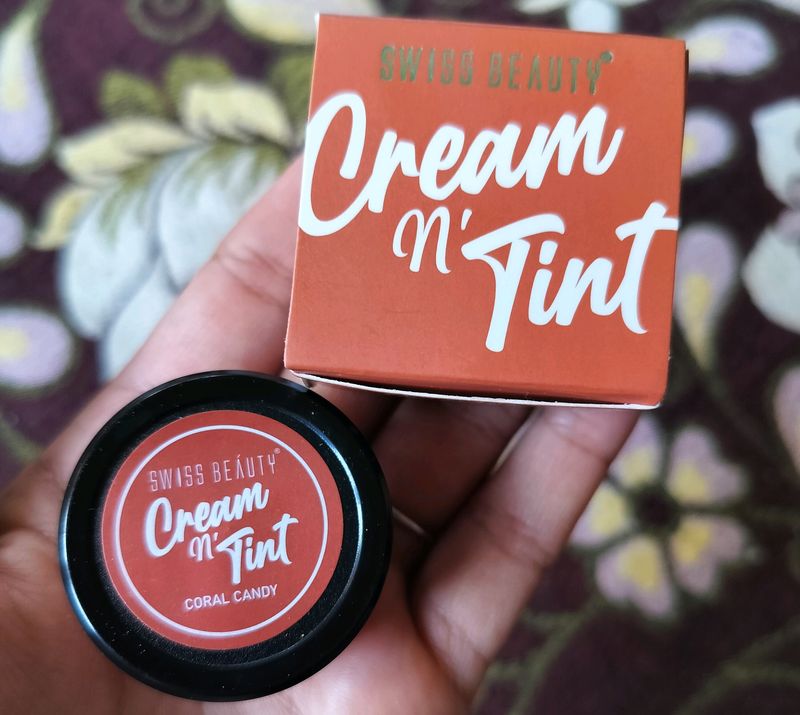 SWISS BEAUTY®
Cream
n'
Tint
SWISS BEAUTY®
Cream
n'
Tint
CORAL CANDY